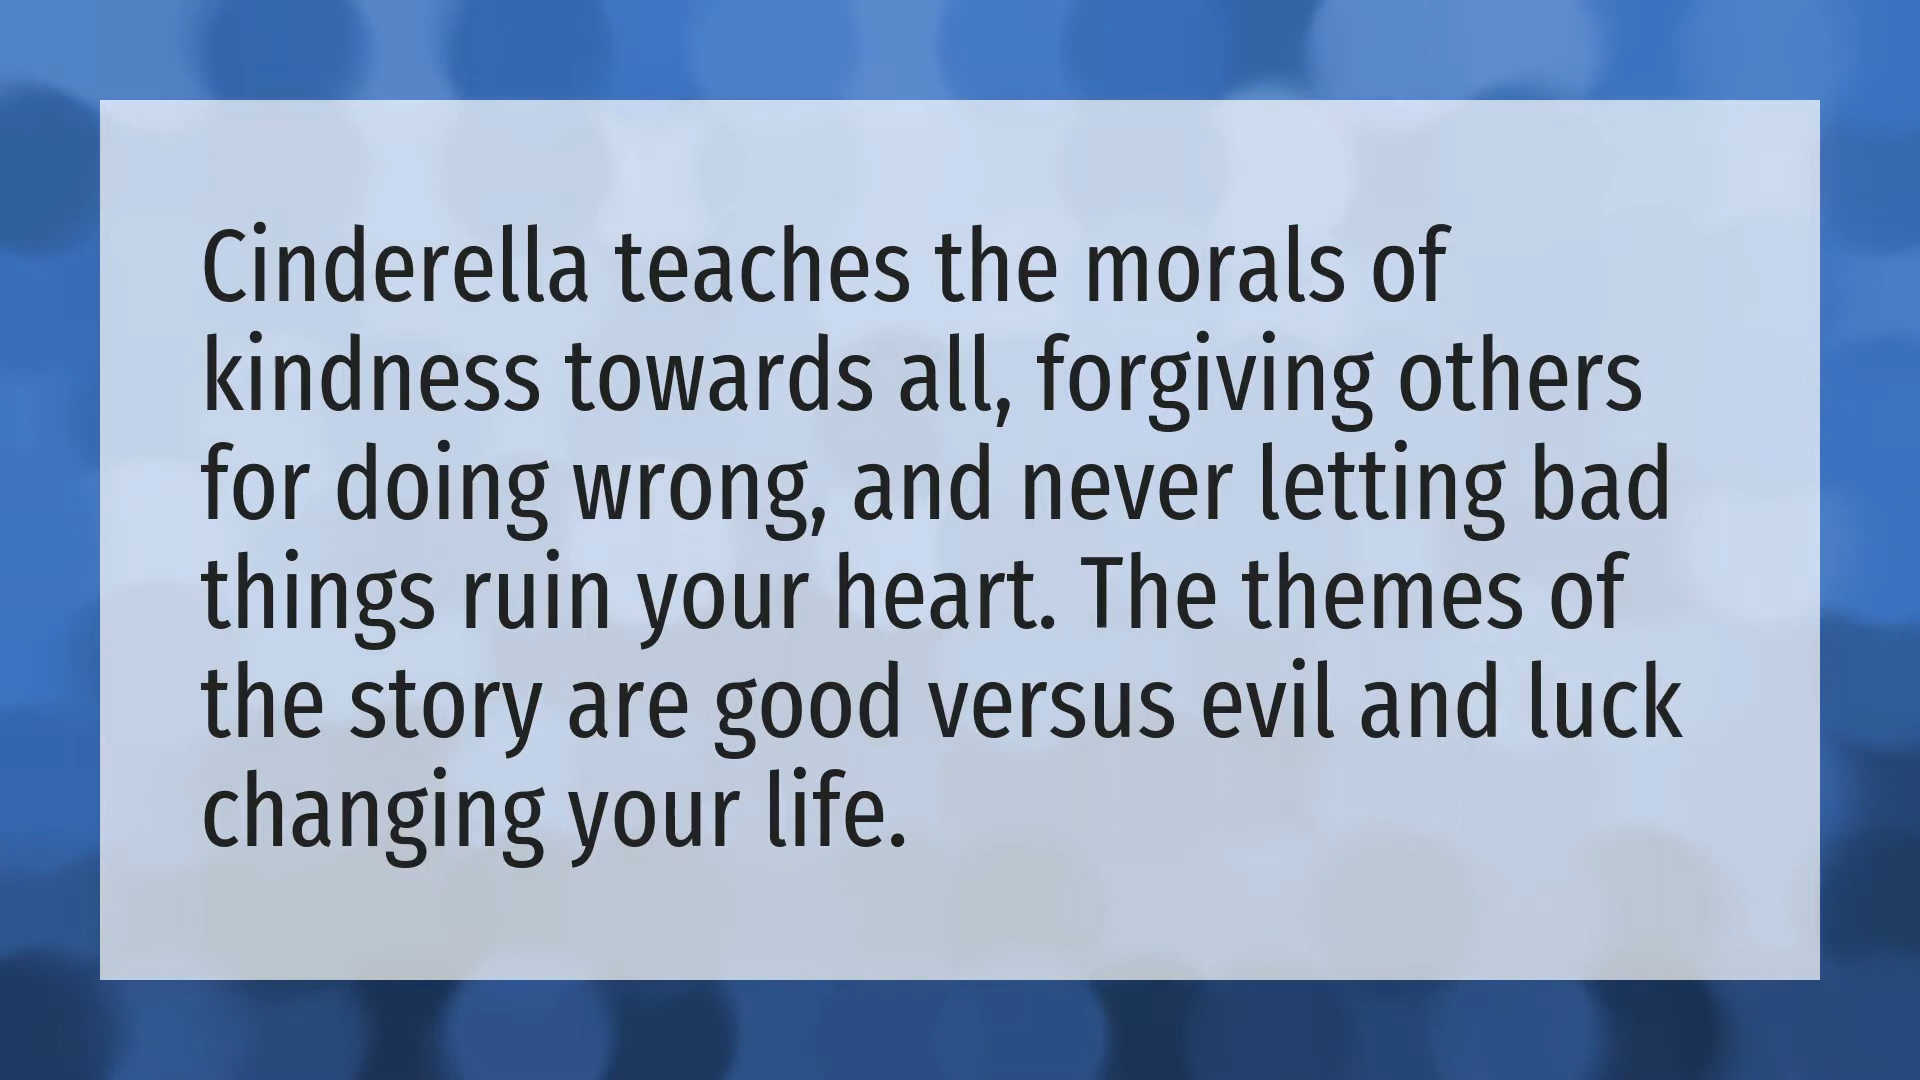 Cinderella teaches the morals of
kindness towards all, forgiving others
for doing wrong, and never letting bad
things ruin your heart. The themes of
the story are good versus evil and luck
changing your life.